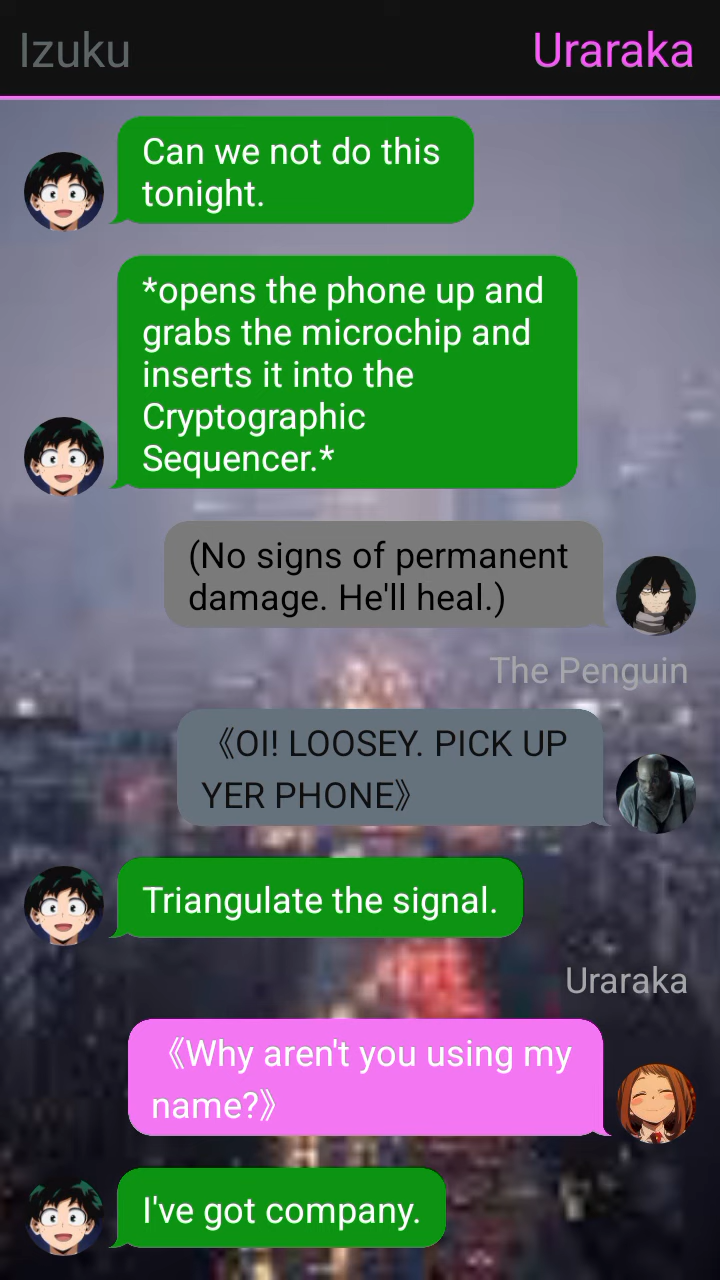 Izuku
Uraraka
Can we not do this
tonight.
*opens the phone up and
grabs the microchip and
inserts it into the
Cryptographic
Sequencer.*
(No signs of permanent
damage. He'll heal.)
The Penguin
《OI! LOOSEY. PICK UP
YER PHONE》
Triangulate the signal.
Uraraka
《Why aren't you using my
name?》
I've got company.